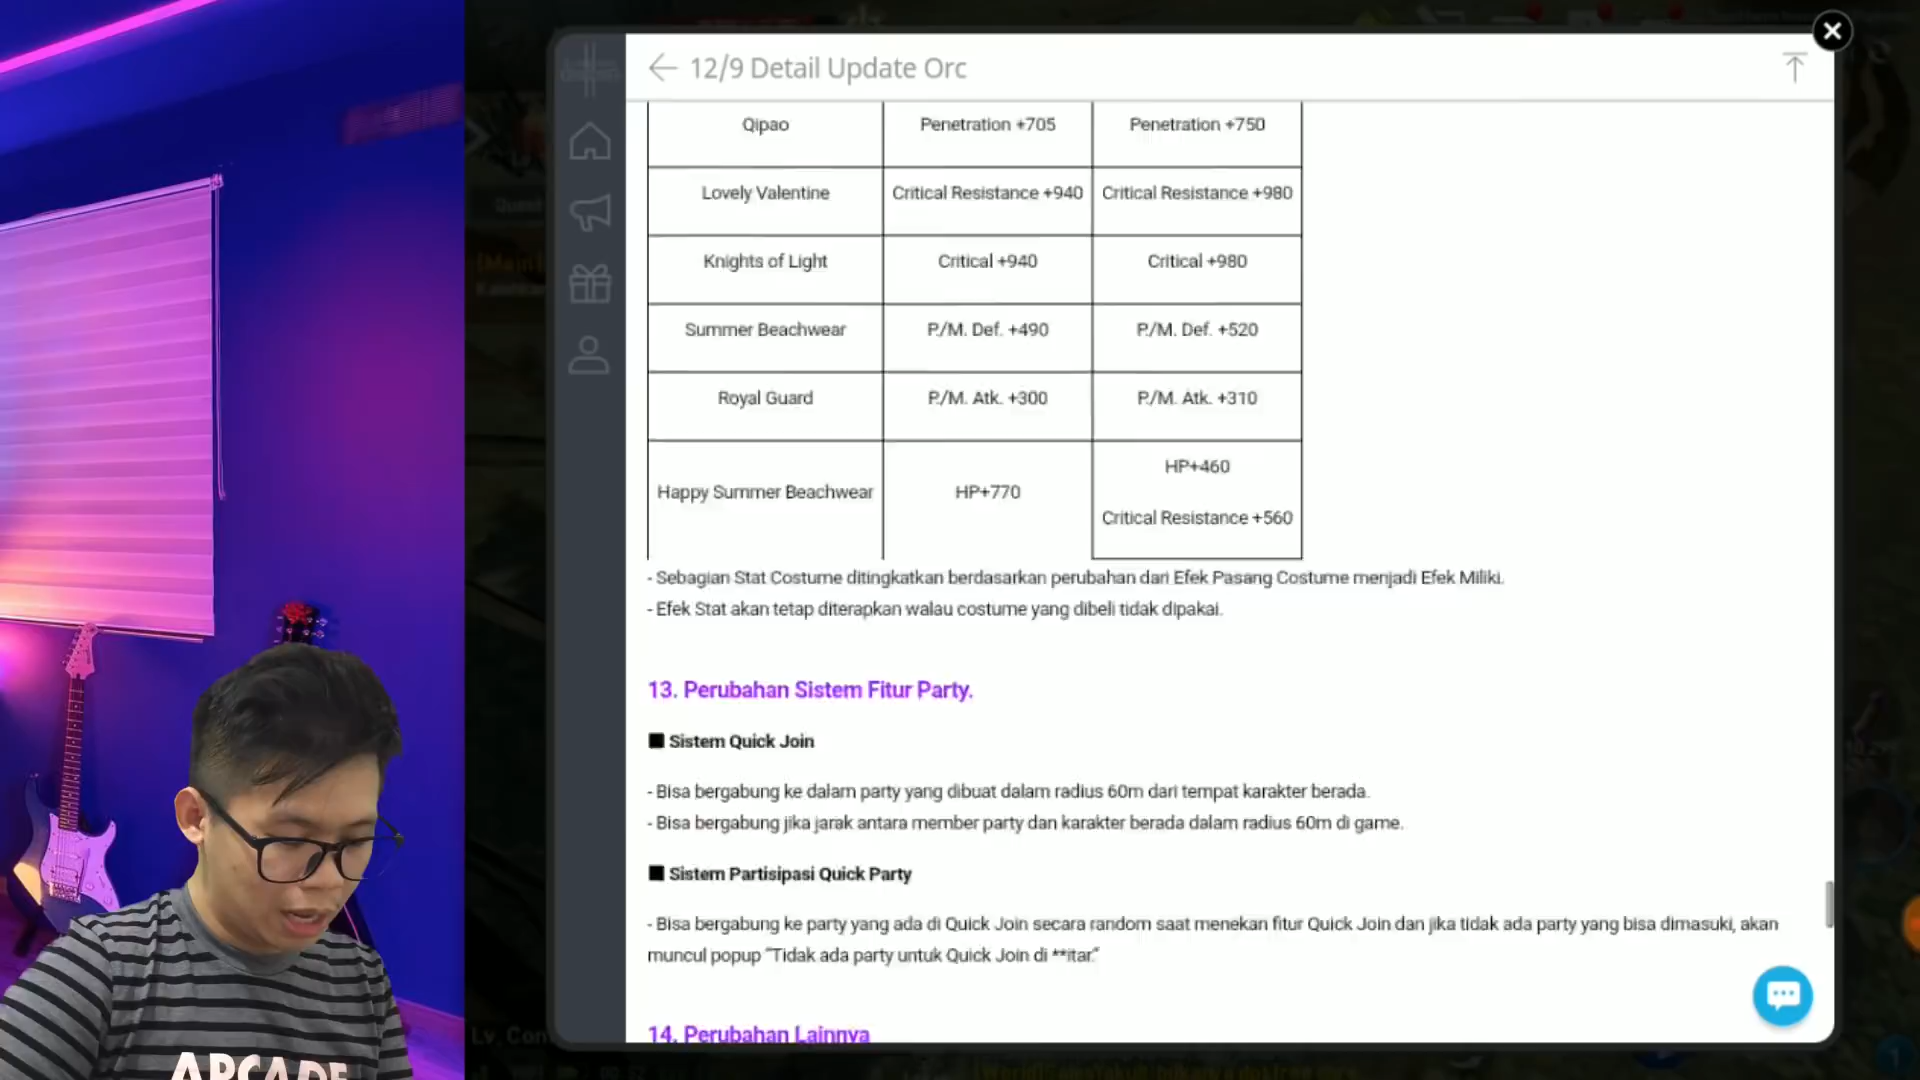 12/9 Detail Update Orc
Qipao Penetration +705 Penetration +750
Lovely Valentine Critical Resistance +940 Critical Resistance +980
Knights of Light Critical +940 Critical +980
Summer Beachwear P./M. Def. +490 P./M. Def. +520
Royal Guard P./M. Atk. +300 P./M. Atk. +310
Happy Summer Beachwear HP+770 HP+460
Critical Resistance +560
- Sebagian Stat Costume ditingkatkan berdasarkan perubahan dari Efek Pasang Costume menjadi Efek Miliki.
- Efek Stat akan tetap diterapkan walau costume yang dibeli tidak dipakai.
13. Perubahan Sistem Fitur Party.
■ Sistem Quick Join
- Bisa bergabung ke dalam party yang dibuat dalam radius 60m dari tempat karakter berada.
- Bisa bergabung jika jarak antara member party dan karakter berada dalam radius 60m di game.
■ Sistem Partisipasi Quick Party
- Bisa bergabung ke party yang ada di Quick Join secara random saat menekan fitur Quick Join dan jika tidak ada party yang bisa dimasuki, akan
muncul popup "Tidak ada party untuk Quick Join di **itar."
14. Perubahan Lainnya
ARCADE